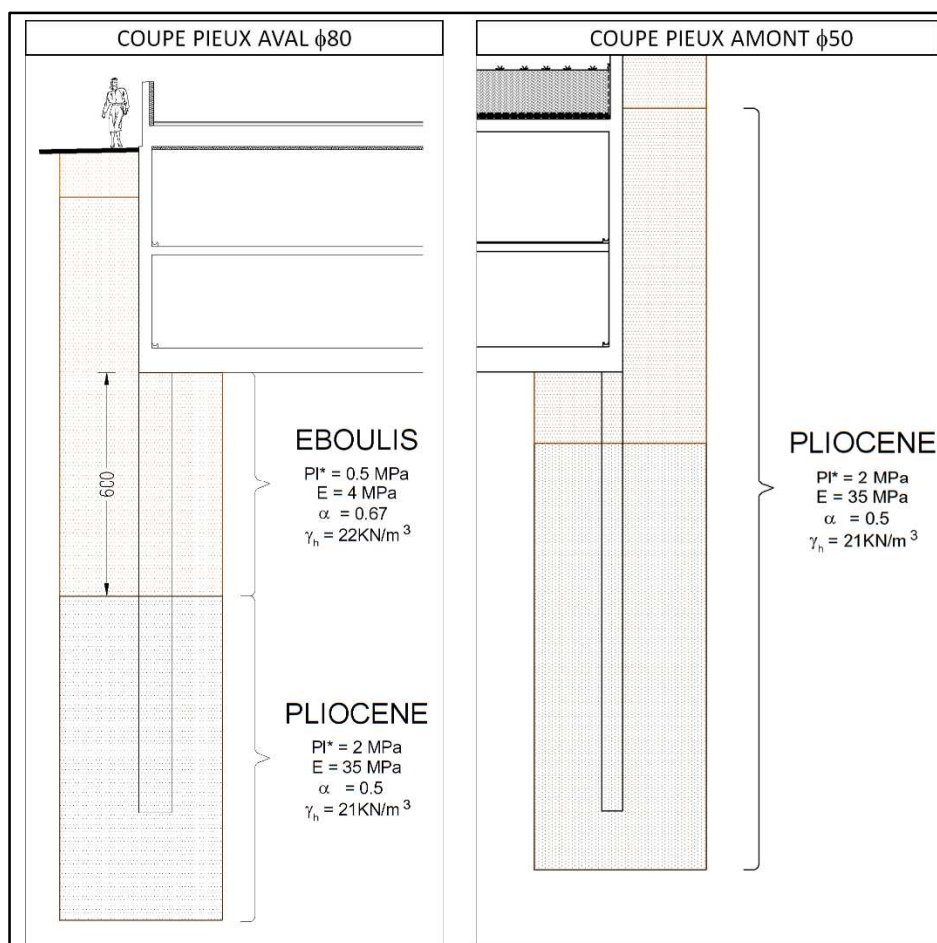 COUPE PIEUX AVAL ϕ80
COUPE PIEUX AMONT ϕ50
600
EBOULIS
Pl* = 0.5 MPa
E = 4 MPa
α = 0.67
γh = 22KN/m³
PLIOCENE
Pl* = 2 MPa
E = 35 MPa
α = 0.5
γh = 21KN/m³
PLIOCENE
Pl* = 2 MPa
E = 35 MPa
α = 0.5
γh = 21KN/m³